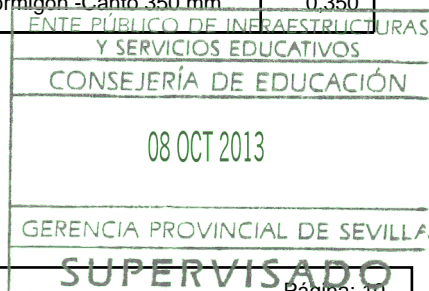 ormigón -Canto 350 mm 0,350
ENTE PÚBLICO DE INFRAESTRUCTURAS
Y SERVICIOS EDUCATIVOS
CONSEJERÍA DE EDUCACIÓN
08 OCT 2013
GERENCIA PROVINCIAL DE SEVILLA
SUPERVISADO
Página: 10